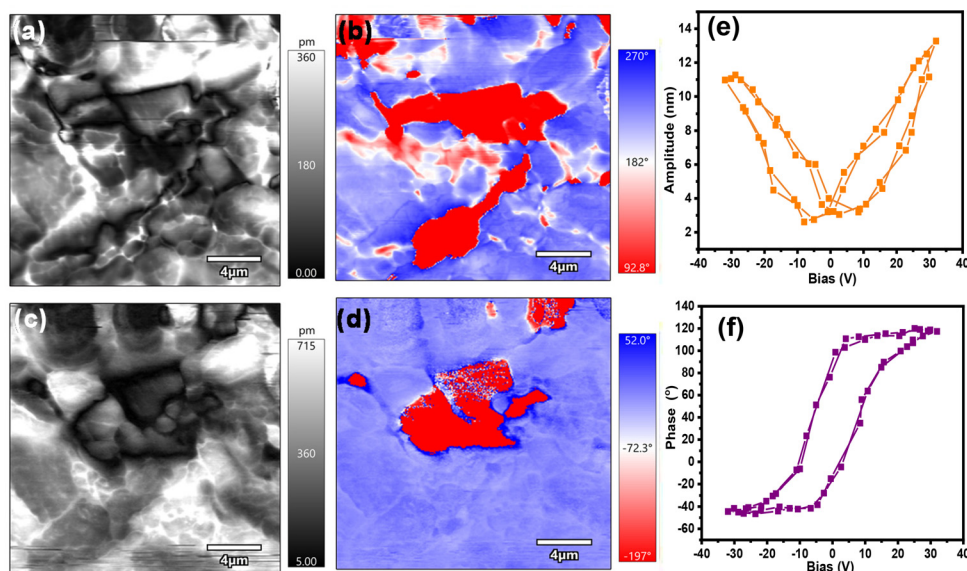 (a)
pm
360
180
0.00
4μm
(b)
270°
182°
92.8°
4μm
(e)
Amplitude (nm)
14
12
10
8
6
4
2
-40 -30 -20 -10 0 10 20 30 40
Bias (V)
(c)
pm
715
360
5.00
4μm
(d)
52.0°
-72.3°
-197°
4μm
(f)
Phase (°)
140
120
100
80
60
40
20
0
-20
-40
-60
-40 -30 -20 -10 0 10 20 30 40
Bias (V)